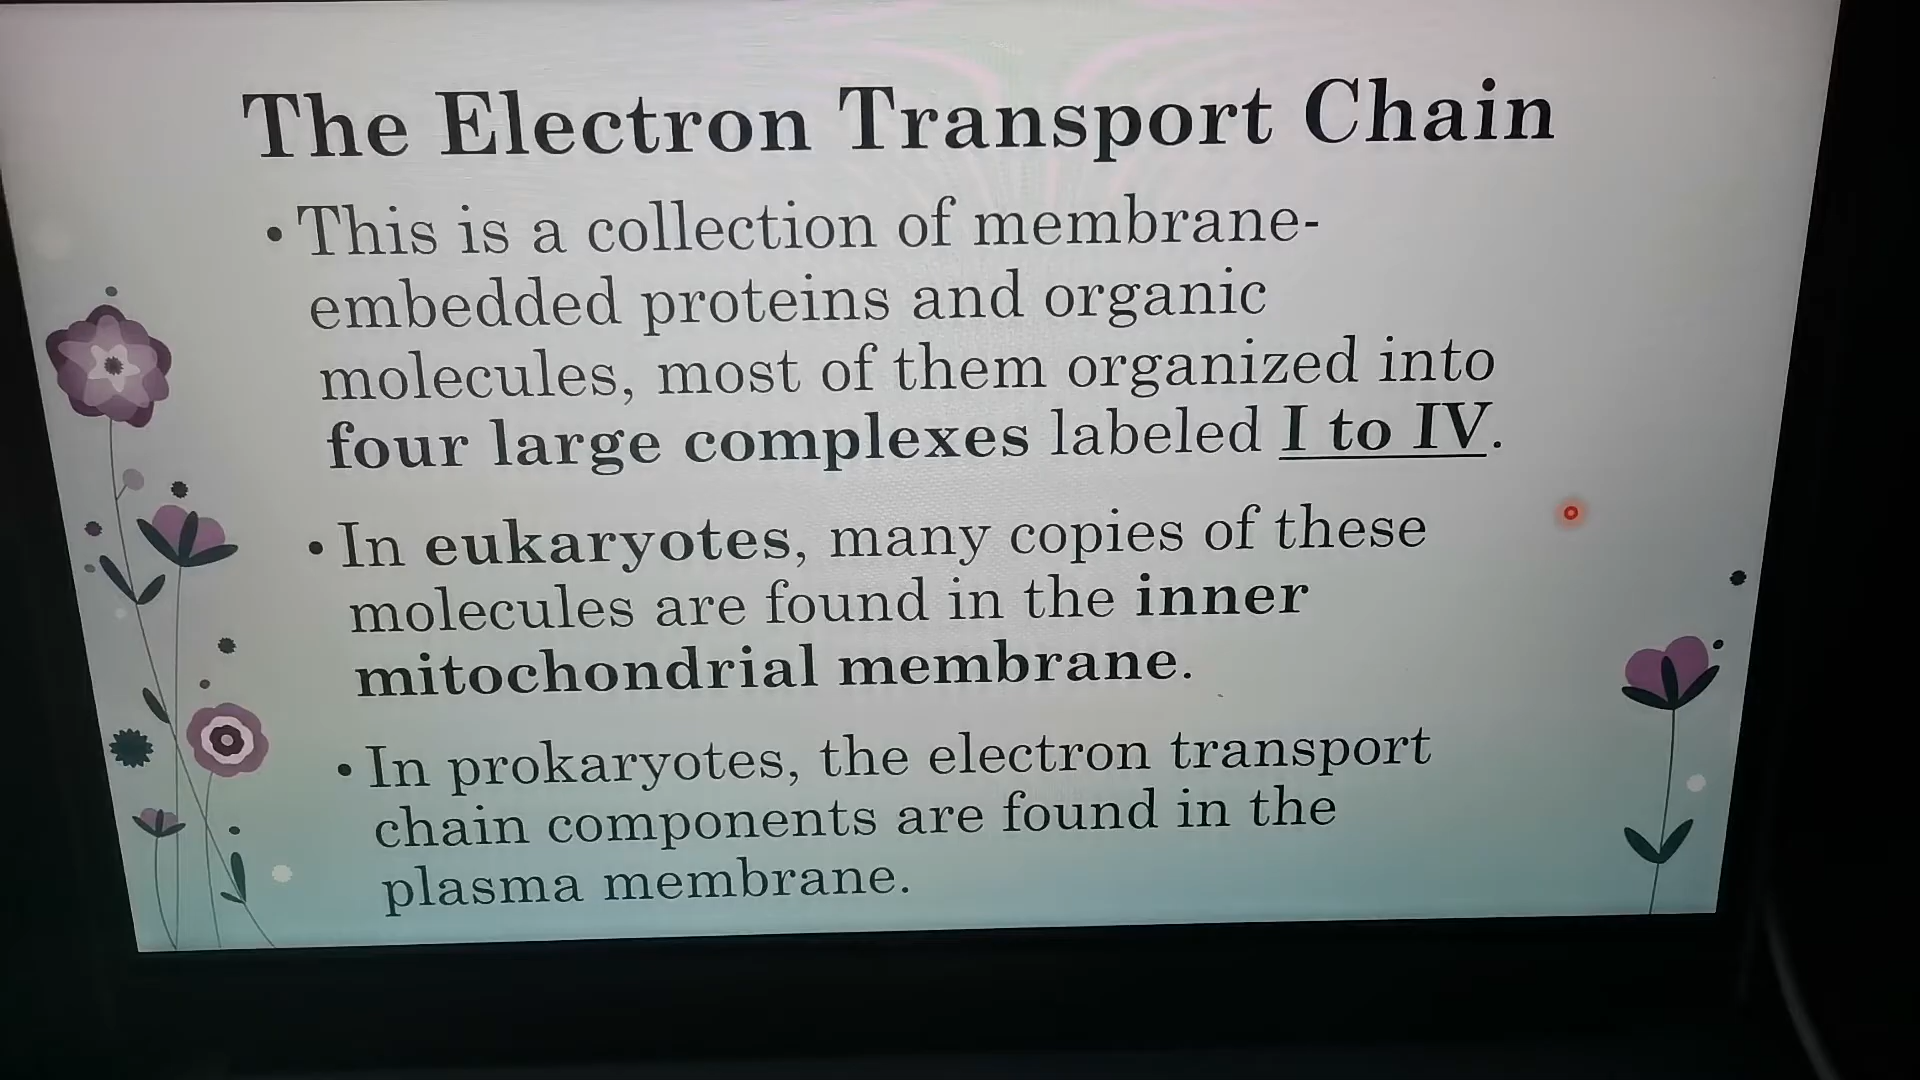 The Electron Transport Chain
• This is a collection of membrane-
embedded proteins and organic
molecules, most of them organized into
four large complexes labeled I to IV.
• In eukaryotes, many copies of these
molecules are found in the inner
mitochondrial membrane.
• In prokaryotes, the electron transport
chain components are found in the
plasma membrane.